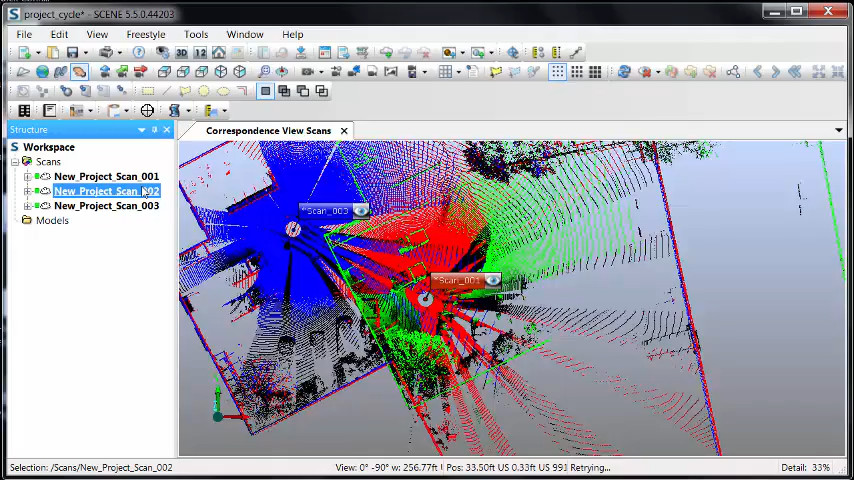 project_cycle* - SCENE 5.5.0.44203
File Edit View Freestyle Tools Window Help
3D 12
Structure
Correspondence View Scans
Workspace
Scans
New_Project_Scan_001
New_Project_Scan_002
New_Project_Scan_003
Models
*Scan_003
*Scan_001
Selection: /Scans/New_Project_Scan_002
View: 0° -90° w: 256.77ft Pos: 33.50ft US 0.33ft US 991 Retrying...
Detail: 33%